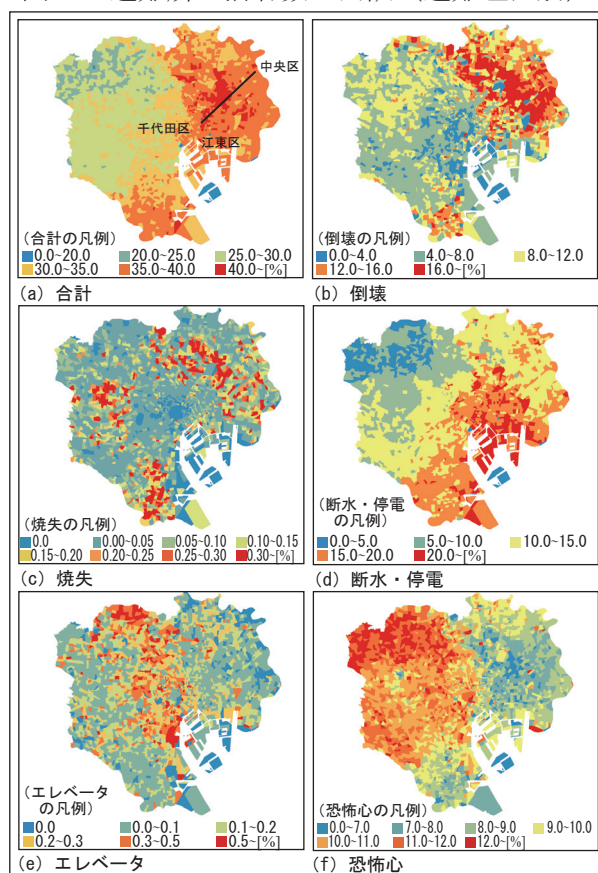 中央区
千代田区
江東区
(合計の凡例)
0.0~20.0 20.0~25.0 25.0~30.0
30.0~35.0 35.0~40.0 40.0~[%]
(a) 合計
(倒壊の凡例)
0.0~4.0 4.0~8.0 8.0~12.0
12.0~16.0 16.0~[%]
(b) 倒壊
(焼失の凡例)
0.0 0.00~0.05 0.05~0.10 0.10~0.15
0.15~0.20 0.20~0.25 0.25~0.30 0.30~[%]
(c) 焼失
(断水・停電
の凡例)
0.0~5.0 5.0~10.0 10.0~15.0
15.0~20.0 20.0~[%]
(d) 断水・停電
(エレベータ
の凡例)
0.0 0.0~0.1 0.1~0.2
0.2~0.3 0.3~0.5 0.5~[%]
(e) エレベータ
(恐怖心の凡例)
0.0~7.0 7.0~8.0 8.0~9.0 9.0~10.0
10.0~11.0 11.0~12.0 12.0~[%]
(f) 恐怖心